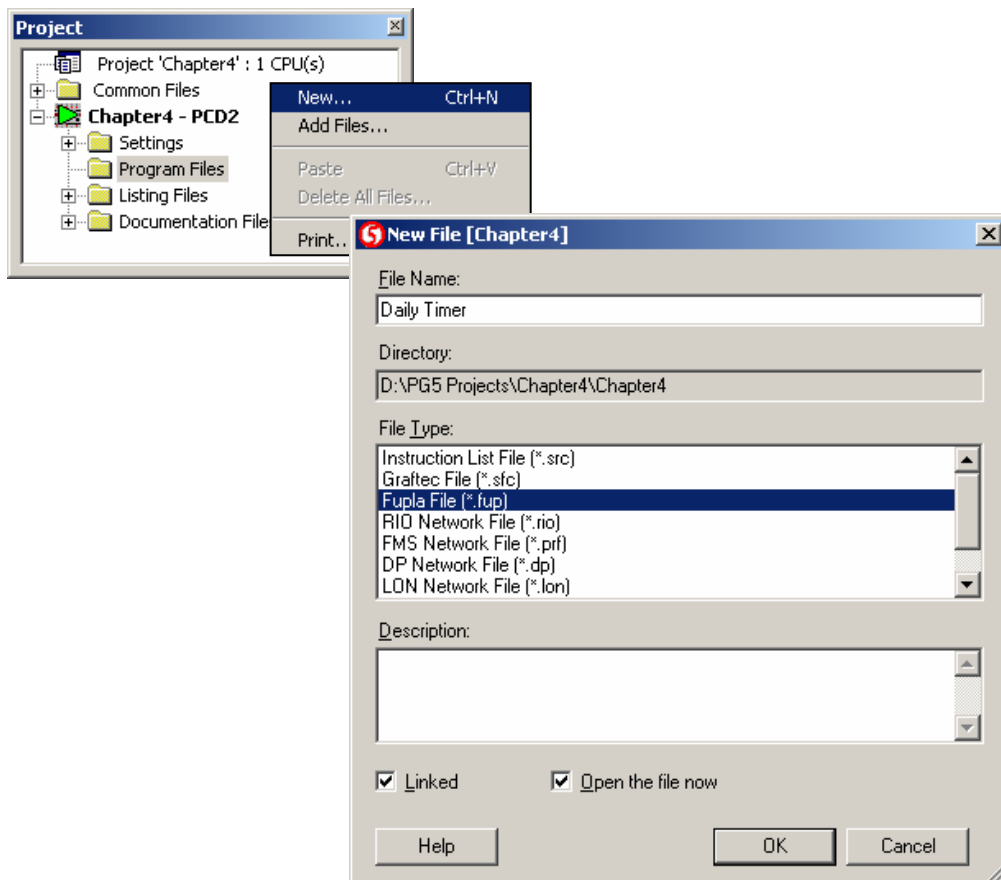 Project
Project 'Chapter4' : 1 CPU(s)
Common Files
Chapter4 - PCD2
Settings
Program Files
Listing Files
Documentation File
New... Ctrl+N
Add Files...
Paste Ctrl+V
Delete All Files...
Print..
New File [Chapter4]
File Name:
Daily Timer
Directory:
D:\PG5 Projects\Chapter4\Chapter4
File Type:
Instruction List File (*.src)
Graftec File (*.sfc)
Fupla File (*.fup)
RIO Network File (*.rio)
FMS Network File (*.prf)
DP Network File (*.dp)
LON Network File (*.lon)
Description:
Linked
Open the file now
Help
OK
Cancel